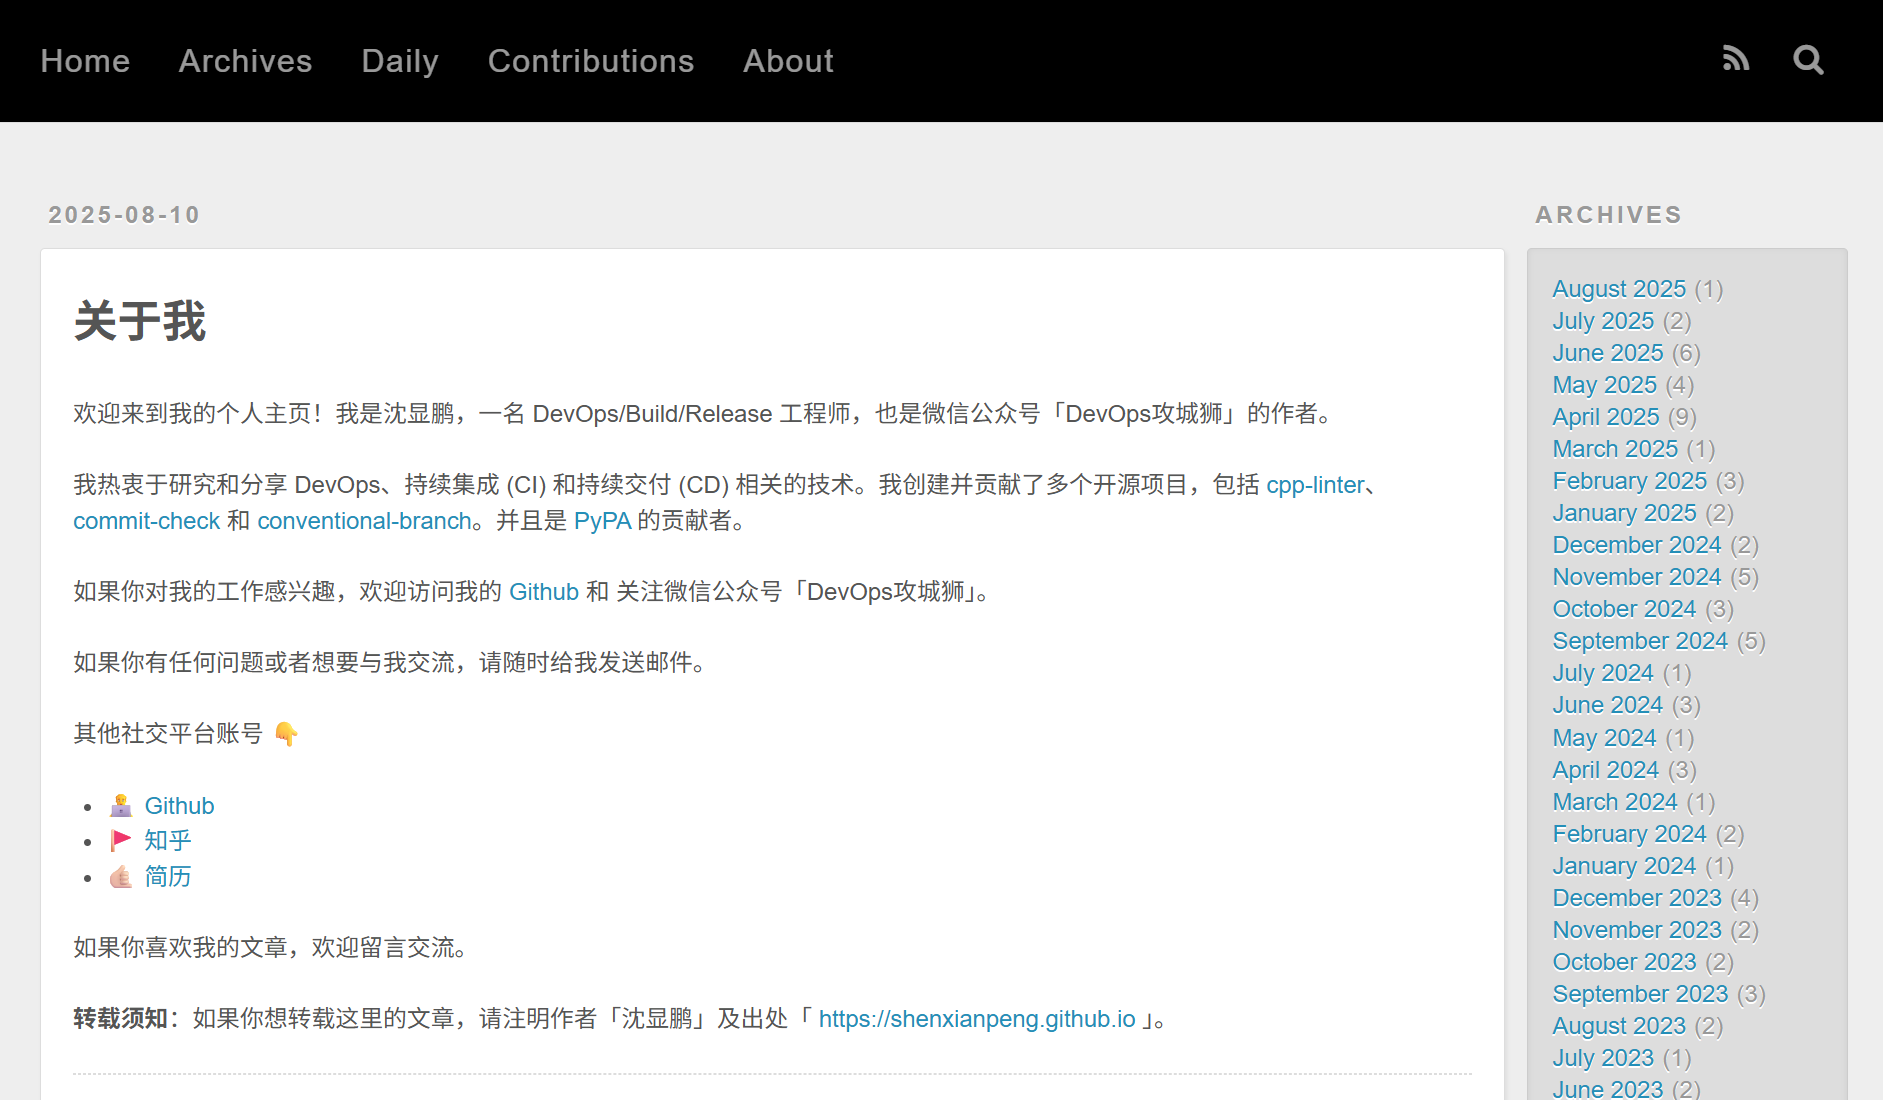 Home Archives Daily Contributions About
2025-08-10
关于我
欢迎来到我的个人主页！我是沈显鹏，一名 DevOps/Build/Release 工程师，也是微信公众号「DevOps攻城狮」的作者。
我热衷于研究和分享 DevOps、持续集成 (CI) 和持续交付 (CD) 相关的技术。我创建并贡献了多个开源项目，包括 cpp-linter、
commit-check 和 conventional-branch。并且是 PyPA 的贡献者。
如果你对我的工作感兴趣，欢迎访问我的 Github 和 关注微信公众号「DevOps攻城狮」。
如果你有任何问题或者想要与我交流，请随时给我发送邮件。
其他社交平台账号 👇
• 🧑‍💻 Github
• 🚩 知乎
• 🤙 简历
如果你喜欢我的文章，欢迎留言交流。
转载须知：如果你想转载这里的文章，请注明作者「沈显鹏」及出处「 https://shenxianpeng.github.io 」。
ARCHIVES
August 2025 (1)
July 2025 (2)
June 2025 (6)
May 2025 (4)
April 2025 (9)
March 2025 (1)
February 2025 (3)
January 2025 (2)
December 2024 (2)
November 2024 (5)
October 2024 (3)
September 2024 (5)
July 2024 (1)
June 2024 (3)
May 2024 (1)
April 2024 (3)
March 2024 (1)
February 2024 (2)
January 2024 (1)
December 2023 (4)
November 2023 (2)
October 2023 (2)
September 2023 (3)
August 2023 (2)
July 2023 (1)
June 2023 (2)